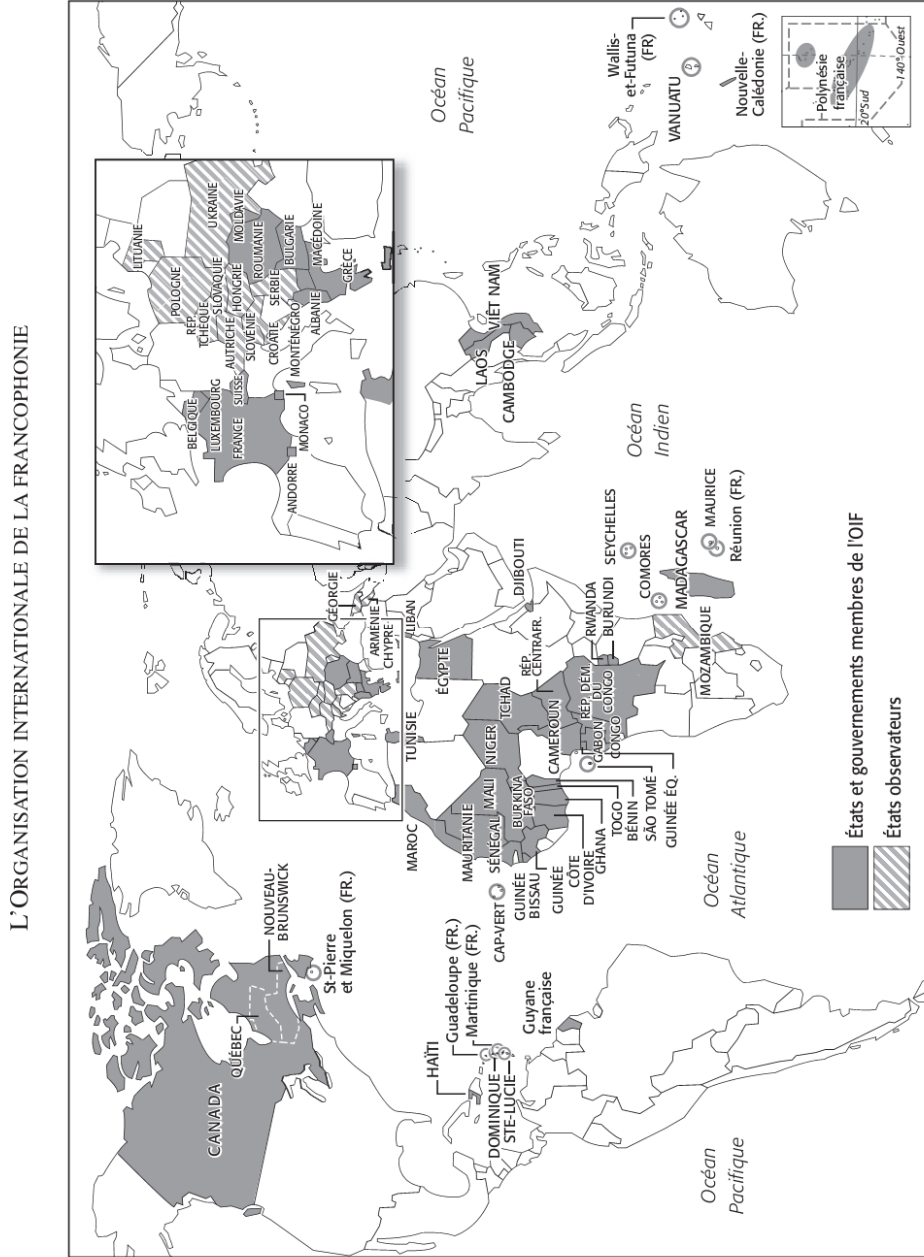 L'ORGANISATION INTERNATIONALE DE LA FRANCOPHONIE
CANADA
QUÉBEC
NOUVEAU-
BRUNSWICK
St-Pierre
et Miquelon (FR.)
HAÏTI
Guadeloupe (FR.)
Martinique (FR.)
DOMINIQUE
STE-LUCIE
Guyane
française
Océan
Pacifique
Océan
Atlantique
MAROC
TUNISIE
MAURITANIE
MALI
NIGER
TCHAD
ÉGYPTE
LIBAN
CHYPRE
ARMÉNIE
GÉORGIE
CAP-VERT
SÉNÉGAL
BURKINA
FASO
GUINÉE
BISSAU
GUINÉE
CÔTE
D'IVOIRE
GHANA
TOGO
BÉNIN
SÃO TOMÉ
GUINÉE ÉQ.
CAMEROUN
RÉP.
CENTRAFR.
GABON
CONGO
RÉP. DÉM.
DU
CONGO
DJIBOUTI
RWANDA
BURUNDI
SEYCHELLES
COMORES
MADAGASCAR
MAURICE
Réunion (FR.)
MOZAMBIQUE
BELGIQUE
LUXEMBOURG
FRANCE
SUISSE
ANDORRE
MONACO
LITUANIE
POLOGNE
RÉP.
TCHÈQUE
SLOVAQUIE
UKRAINE
AUTRICHE
HONGRIE
MOLDAVIE
SLOVÉNIE
ROUMANIE
CROATIE
SERBIE
BULGARIE
MONTÉNÉGRO
MACÉDOINE
ALBANIE
GRÈCE
Océan
Pacifique
LAOS
VIÊT NAM
CAMBODGE
Océan
Indien
Wallis-
et-Futuna
(FR)
VANUATU
Nouvelle-
Calédonie (FR.)
Polynésie
française
20°Sud
140° Ouest
États et gouvernements membres de l'OIF
États observateurs